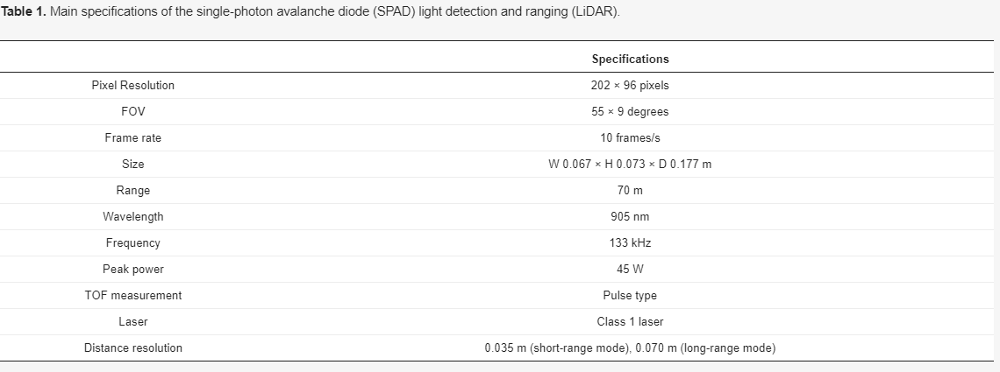 Table 1. Main specifications of the single-photon avalanche diode (SPAD) light detection and ranging (LiDAR).
Specifications
Pixel Resolution 202 × 96 pixels
FOV 55 × 9 degrees
Frame rate 10 frames/s
Size W 0.067 × H 0.073 × D 0.177 m
Range 70 m
Wavelength 905 nm
Frequency 133 kHz
Peak power 45 W
TOF measurement Pulse type
Laser Class 1 laser
Distance resolution 0.035 m (short-range mode), 0.070 m (long-range mode)